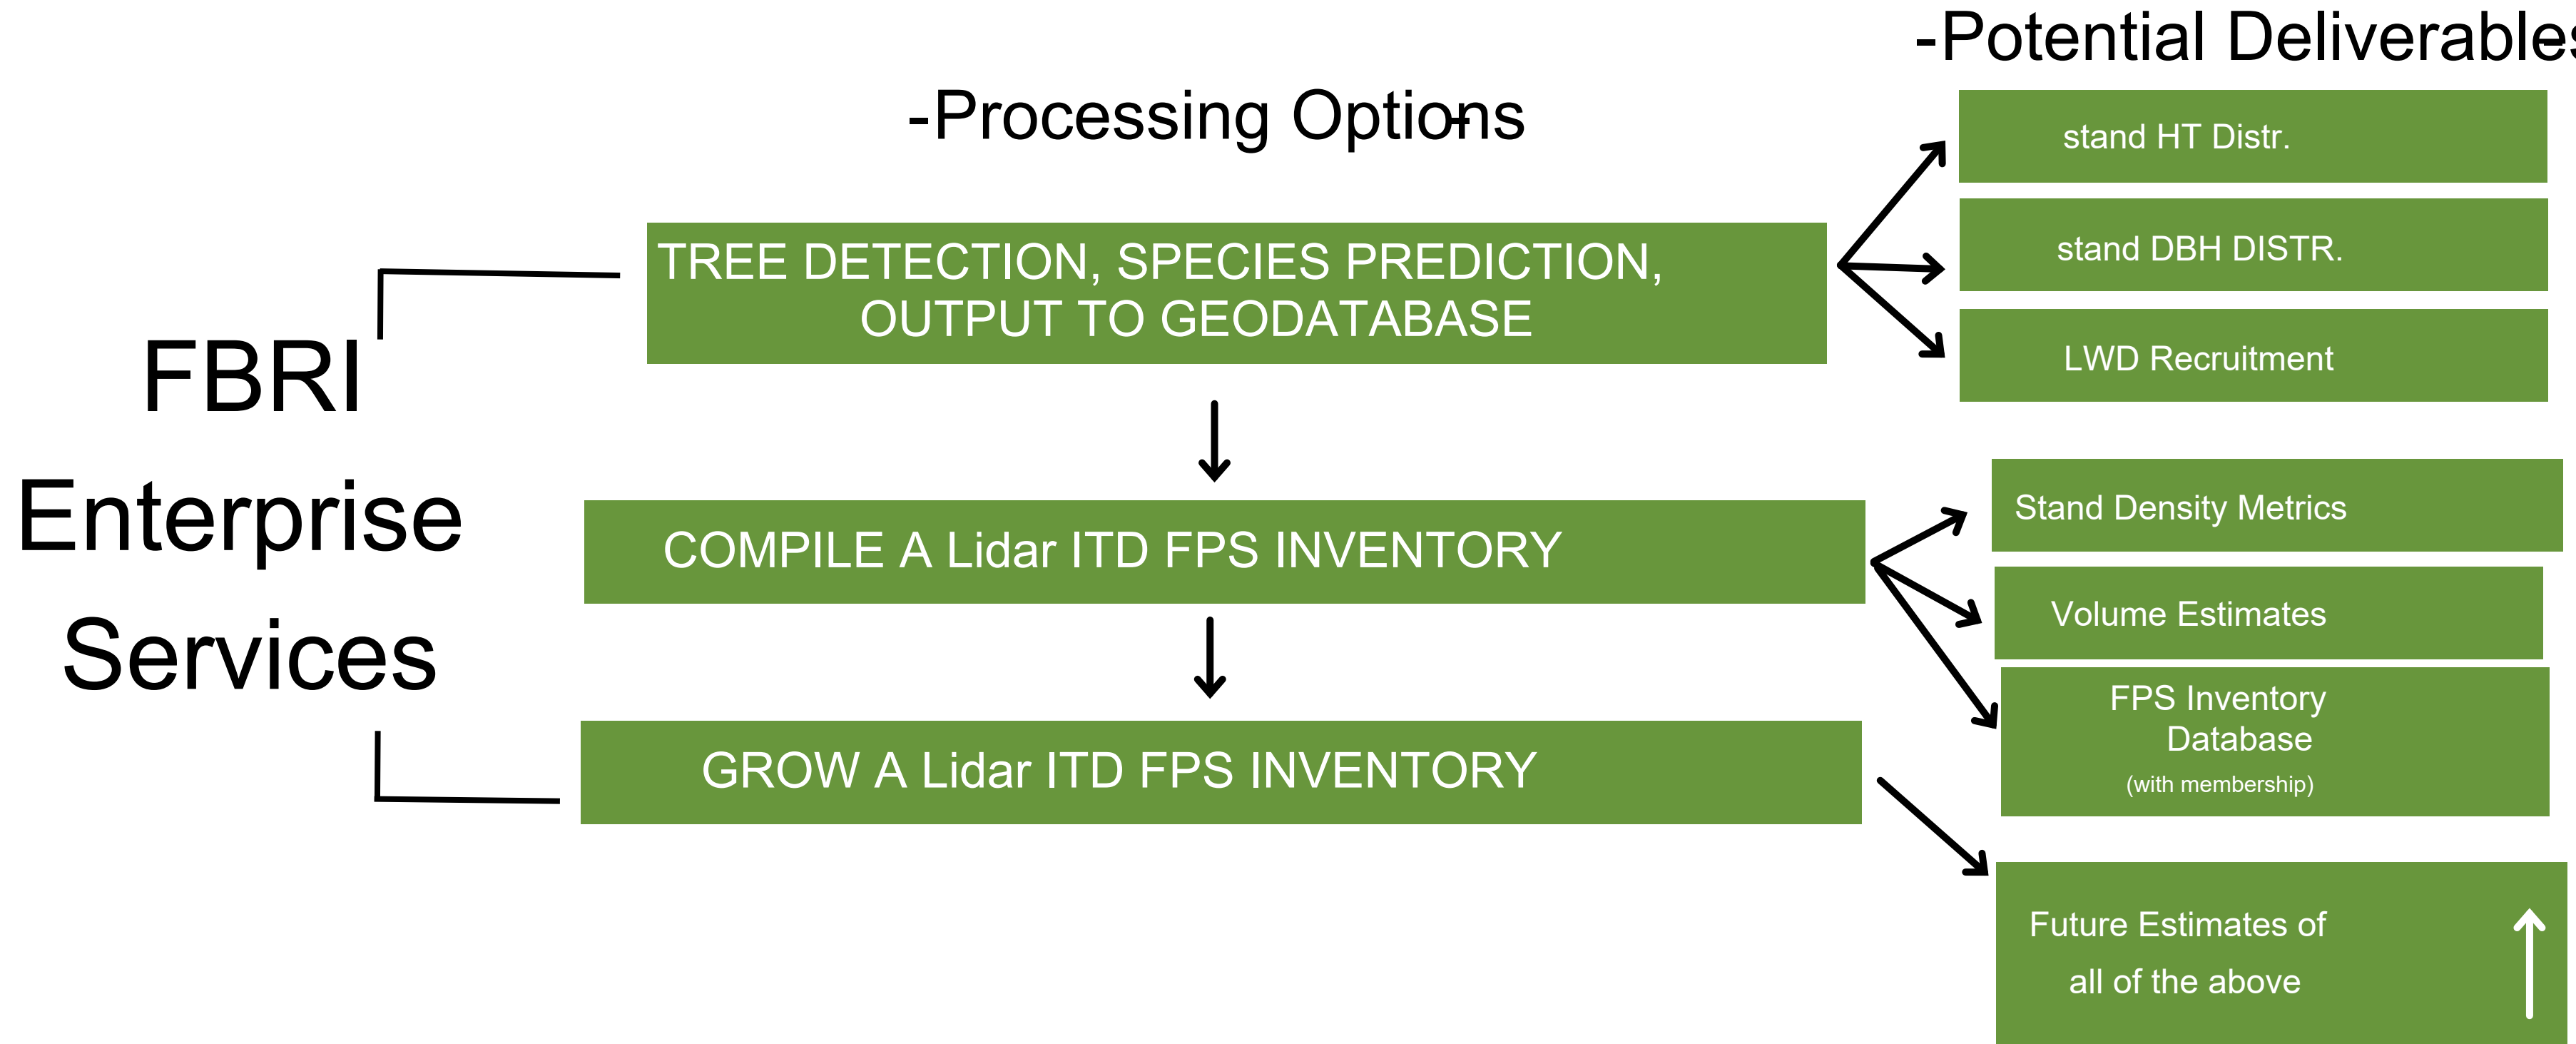 -Potential Deliverables-
-Processing Options-
stand HT Distr.
stand DBH DISTR.
LWD Recruitment
TREE DETECTION, SPECIES PREDICTION,
OUTPUT TO GEODATABASE
FBRI
Enterprise
Services
COMPILE A Lidar ITD FPS INVENTORY
Stand Density Metrics
Volume Estimates
FPS Inventory
Database
(with membership)
GROW A Lidar ITD FPS INVENTORY
Future Estimates of
all of the above